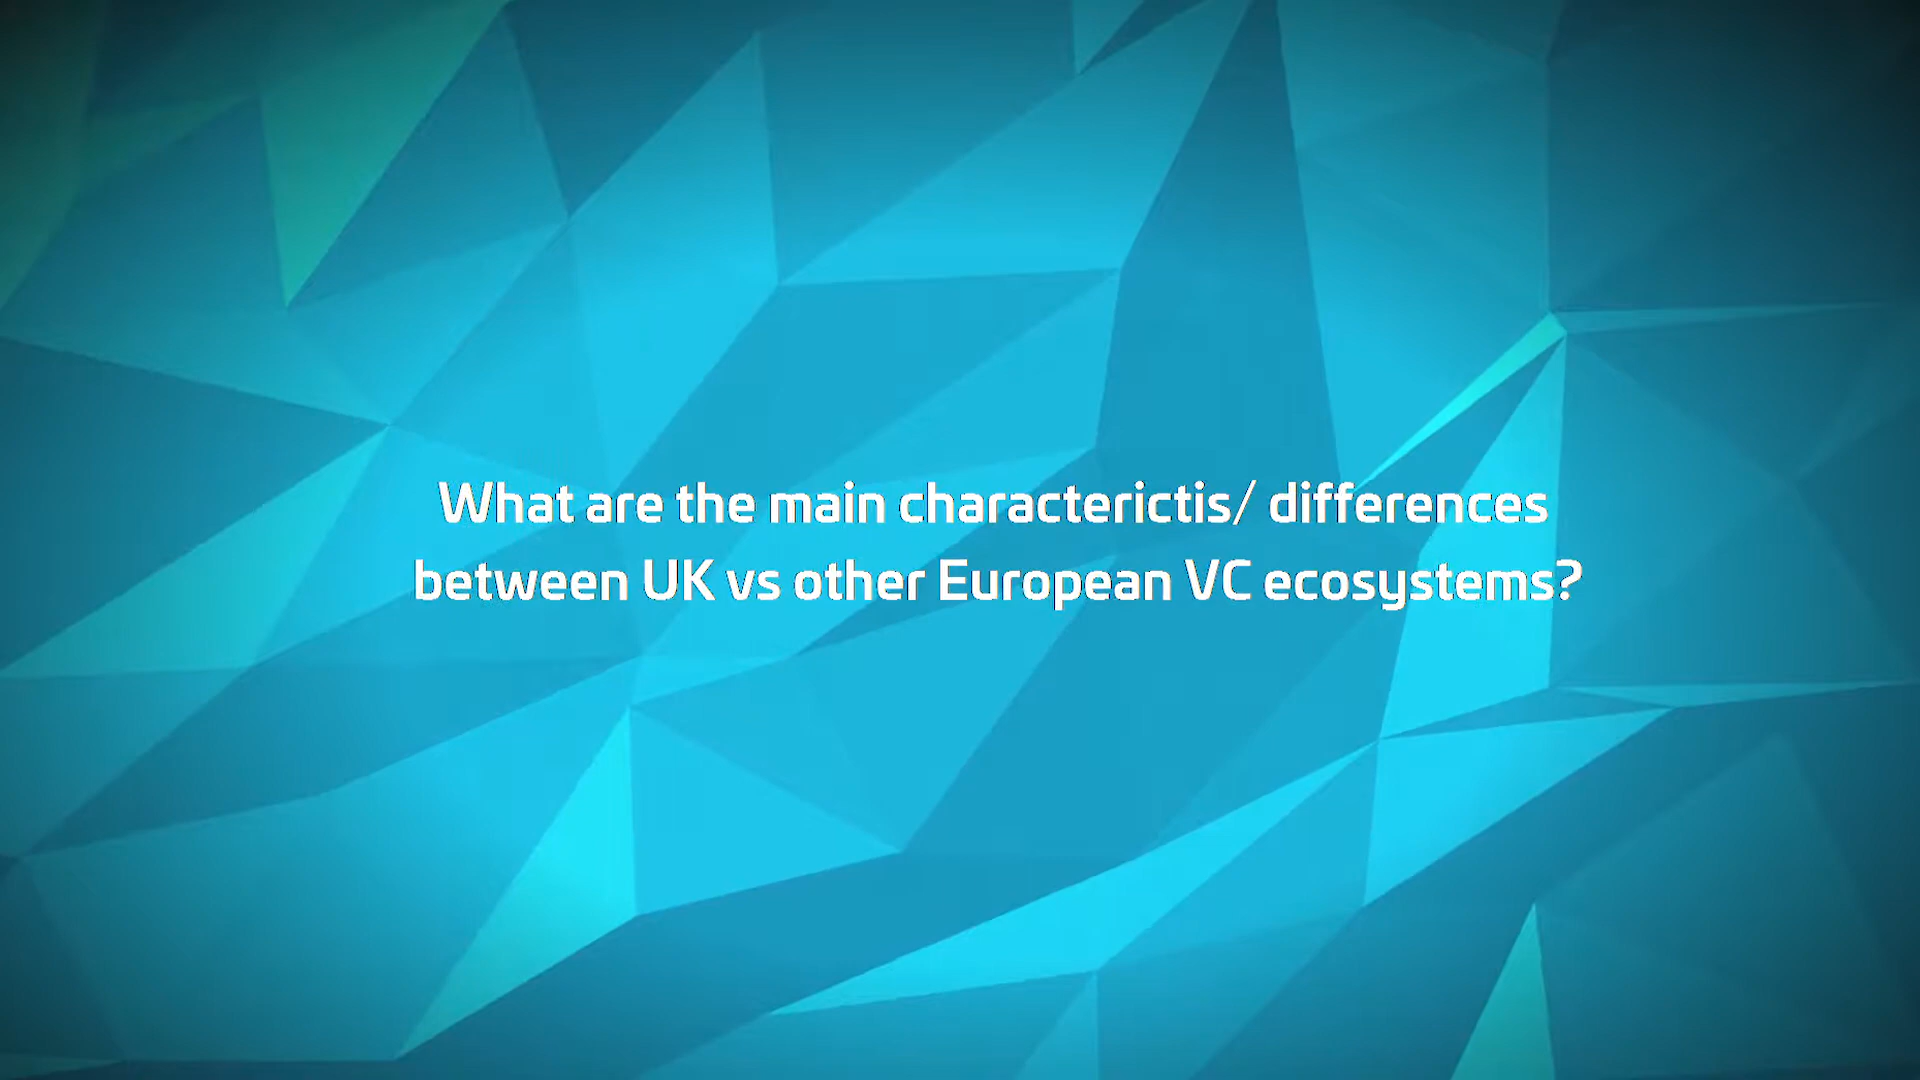 What are the main characterictis/ differences
between UK vs other European VC ecosystems?